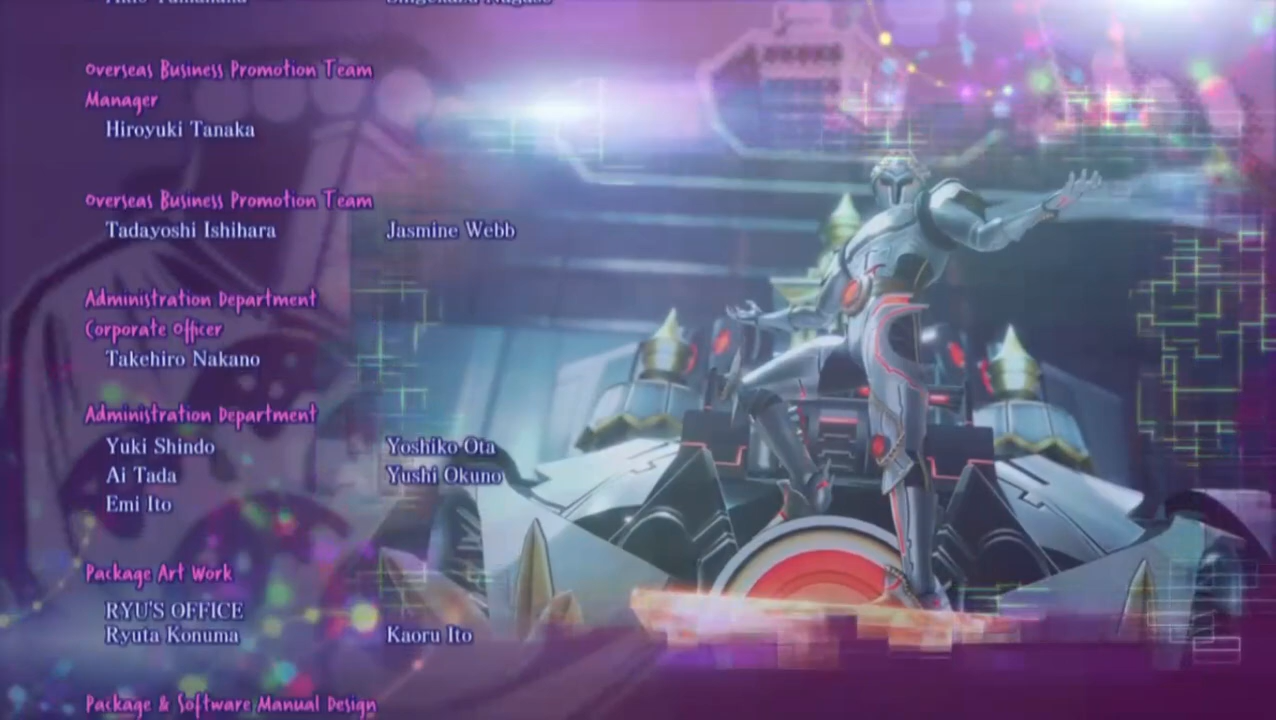 Overseas Business Promotion Team
Manager
Hiroyuki Tanaka
Overseas Business Promotion Team
Tadayoshi Ishihara Jasmine Webb
Administration Department
Corporate Officer
Takehiro Nakano
Administration Department
Yuki Shindo Yoshiko Ota
Ai Tada Yushi Okuno
Emi Ito
Package Art Work
RYU'S OFFICE
Ryuta Konuma Kaoru Ito
Package & Software Manual Design